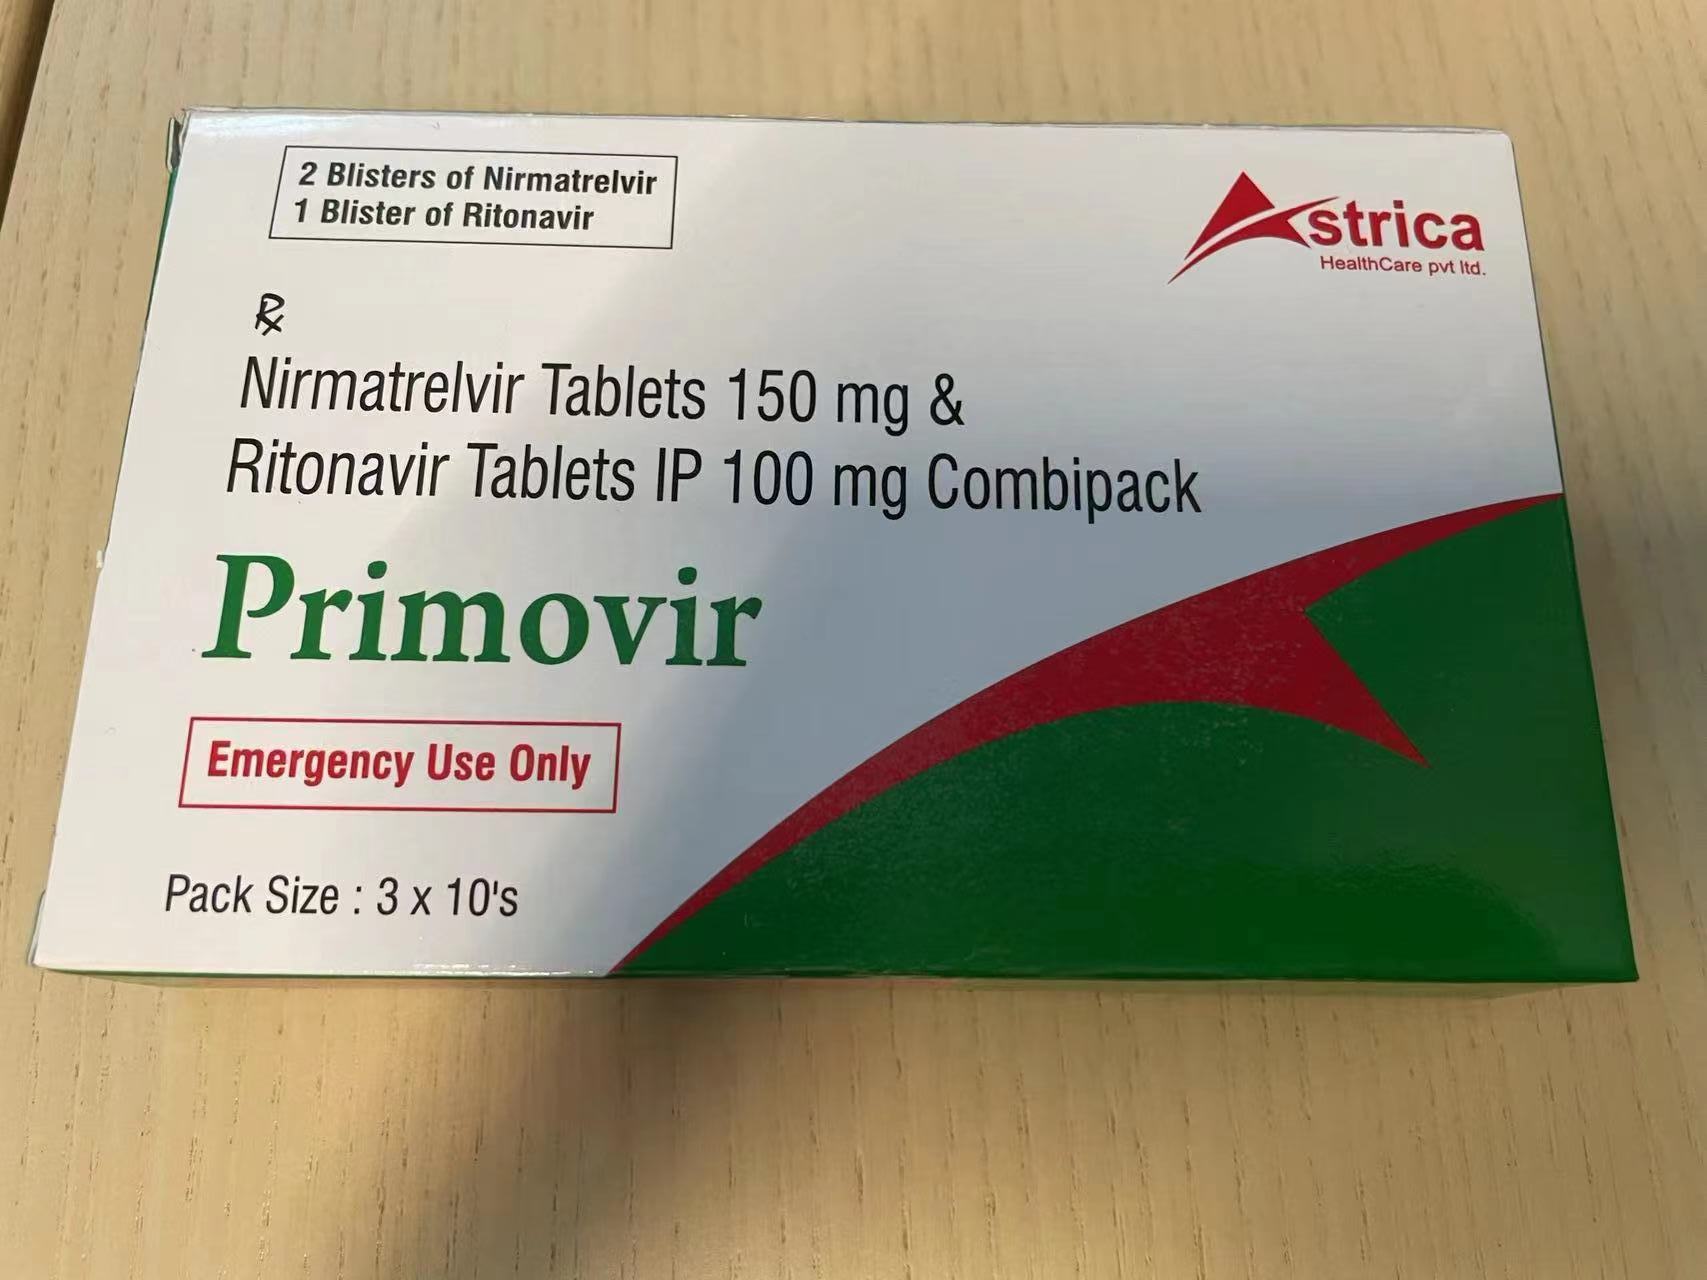 2 Blisters of Nirmatrelvir
1 Blister of Ritonavir
Astrica
HealthCare pvt ltd.
℞
Nirmatrelvir Tablets 150 mg &
Ritonavir Tablets IP 100 mg Combipack
Primovir
Emergency Use Only
Pack Size : 3 x 10's